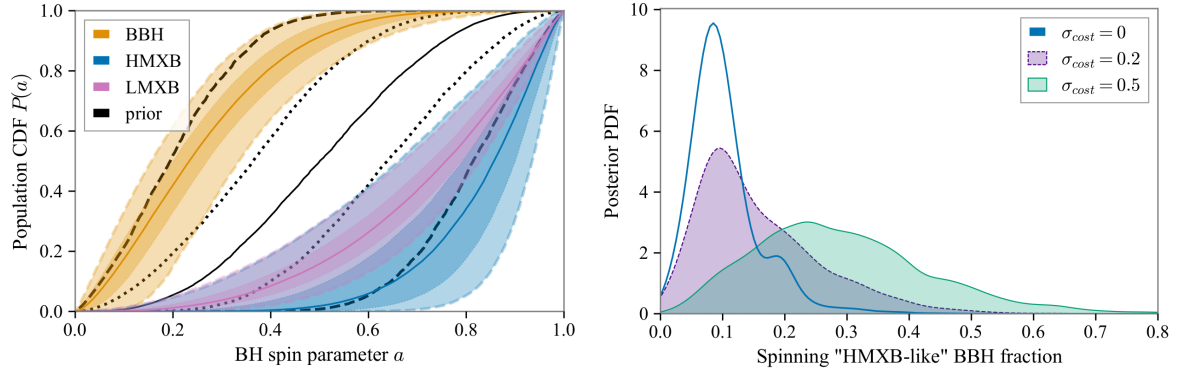 Population CDF P(a)
1.0
0.8
0.6
0.4
0.2
0.0
BBH
HMXB
LMXB
prior
0.0 0.2 0.4 0.6 0.8 1.0
BH spin parameter a
Posterior PDF
10
8
6
4
2
0
σcost = 0
σcost = 0.2
σcost = 0.5
0.0 0.1 0.2 0.3 0.4 0.5 0.6 0.7 0.8
Spinning "HMXB-like" BBH fraction